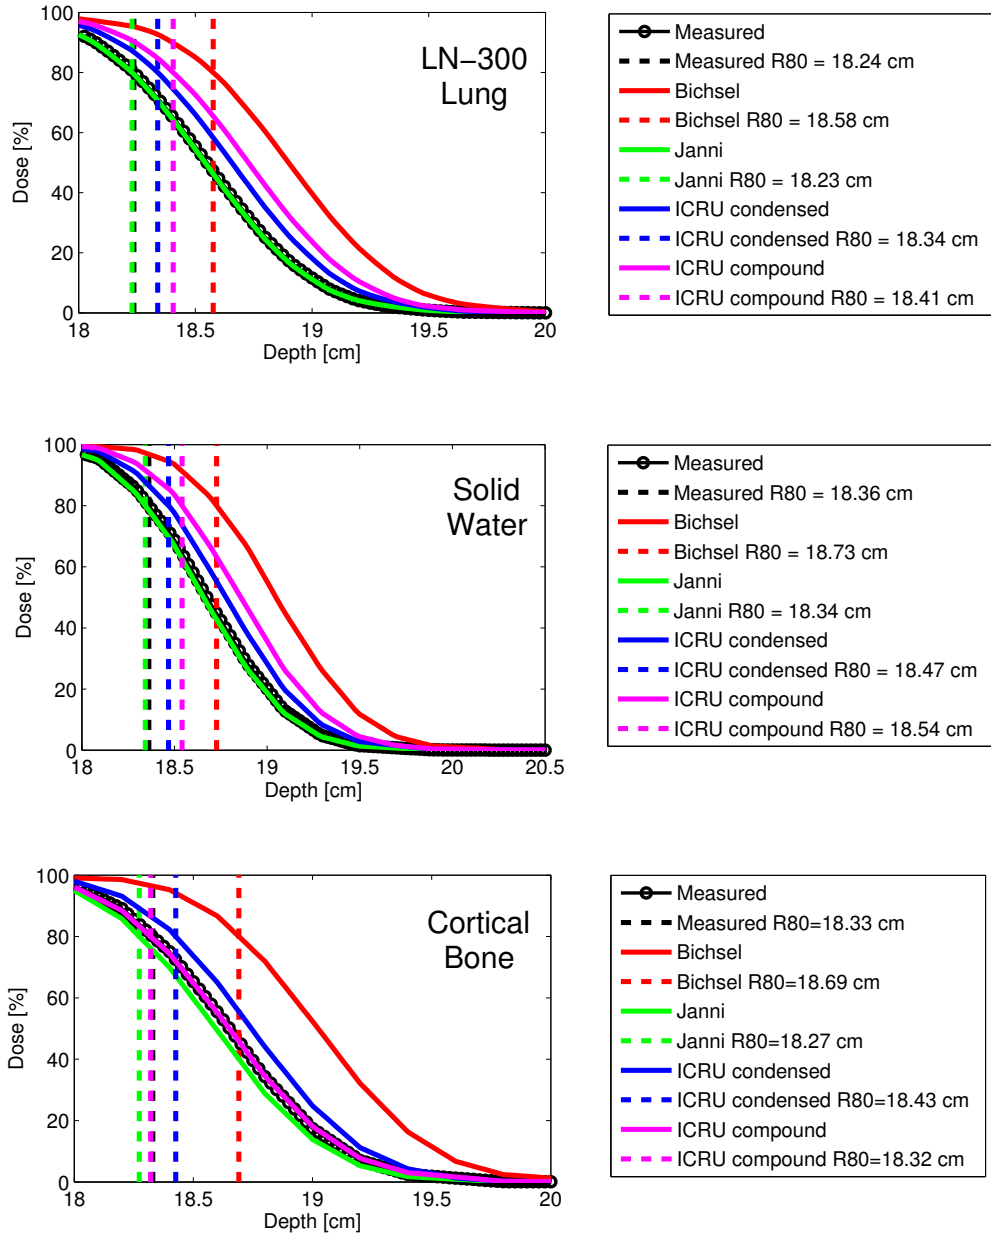 100
80
60
40
20
0
Dose [%]
18
18.5
19
19.5
20
Depth [cm]
LN−300
Lung
Measured
Measured R80 = 18.24 cm
Bichsel
Bichsel R80 = 18.58 cm
Janni
Janni R80 = 18.23 cm
ICRU condensed
ICRU condensed R80 = 18.34 cm
ICRU compound
ICRU compound R80 = 18.41 cm
100
80
60
40
20
0
Dose [%]
18
18.5
19
19.5
20
20.5
Depth [cm]
Solid
Water
Measured
Measured R80 = 18.36 cm
Bichsel
Bichsel R80 = 18.73 cm
Janni
Janni R80 = 18.34 cm
ICRU condensed
ICRU condensed R80 = 18.47 cm
ICRU compound
ICRU compound R80 = 18.54 cm
100
80
60
40
20
0
Dose [%]
18
18.5
19
19.5
20
Depth [cm]
Cortical
Bone
Measured
Measured R80=18.33 cm
Bichsel
Bichsel R80=18.69 cm
Janni
Janni R80=18.27 cm
ICRU condensed
ICRU condensed R80=18.43 cm
ICRU compound
ICRU compound R80=18.32 cm